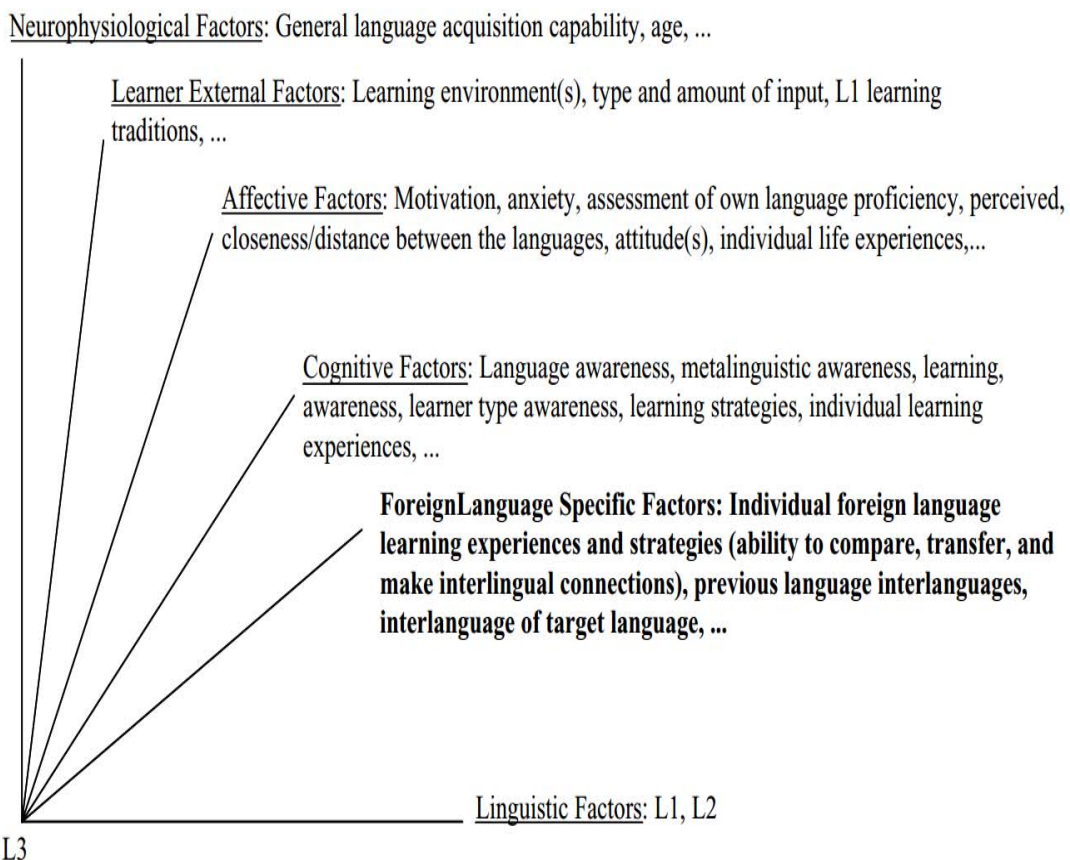 Neurophysiological Factors: General language acquisition capability, age, ...
Learner External Factors: Learning environment(s), type and amount of input, L1 learning
traditions, ...
Affective Factors: Motivation, anxiety, assessment of own language proficiency, perceived,
closeness/distance between the languages, attitude(s), individual life experiences,...
Cognitive Factors: Language awareness, metalinguistic awareness, learning,
awareness, learner type awareness, learning strategies, individual learning
experiences, ...
ForeignLanguage Specific Factors: Individual foreign language
learning experiences and strategies (ability to compare, transfer, and
make interlingual connections), previous language interlanguages,
interlanguage of target language, ...
Linguistic Factors: L1, L2
L3